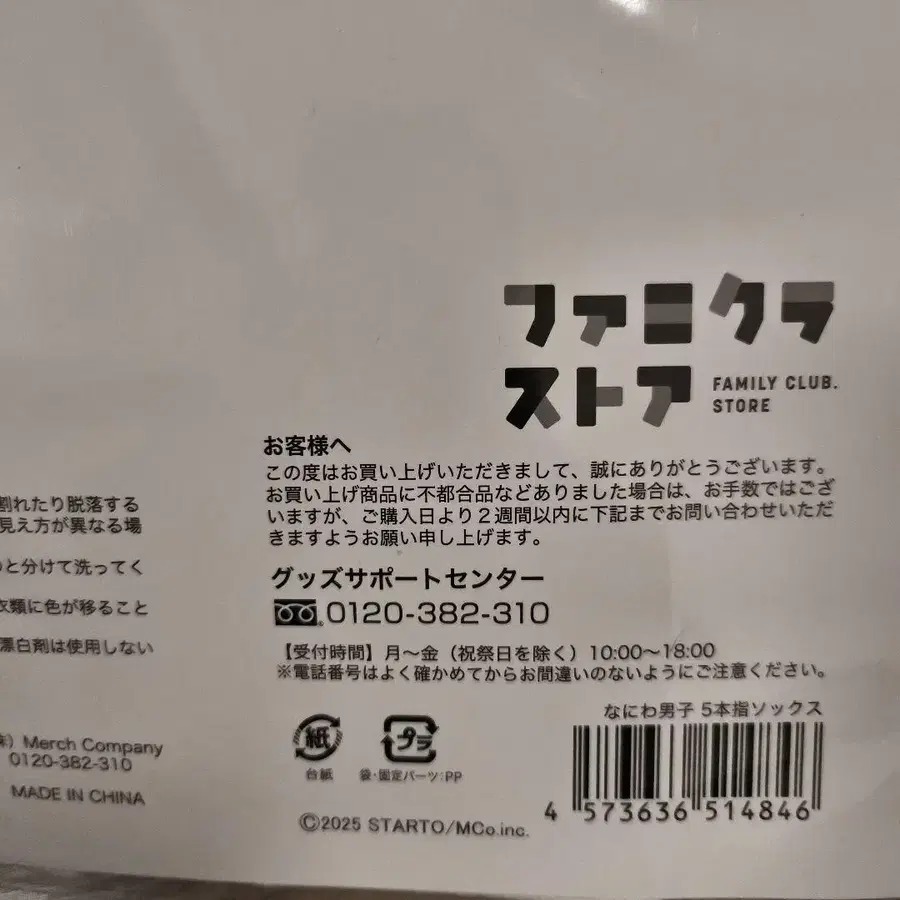 ファミクラ
ストア
FAMILY CLUB.
STORE
お客様へ
この度はお買い上げいただきまして、誠にありがとうございます。
お買い上げ商品に不都合品などありました場合は、お手数ではござ
いますが、ご購入日より2週間以内に下記までお問い合わせいただ
きますようお願い申し上げます。
グッズサポートセンター
0120-382-310
【受付時間】月〜金（祝祭日を除く）10:00〜18:00
※電話番号はよく確かめてからお間違いのないようにご注意ください。
割れたり脱落する
見え方が異なる場
と分けて洗ってく
衣類に色が移ること
漂白剤は使用しない
）Merch Company
0120-382-310
MADE IN CHINA
紙
台紙
プラ
袋・固定パーツ:PP
©2025 STARTO/MCo.inc.
なにわ男子 5本指ソックス
4 573636 514846